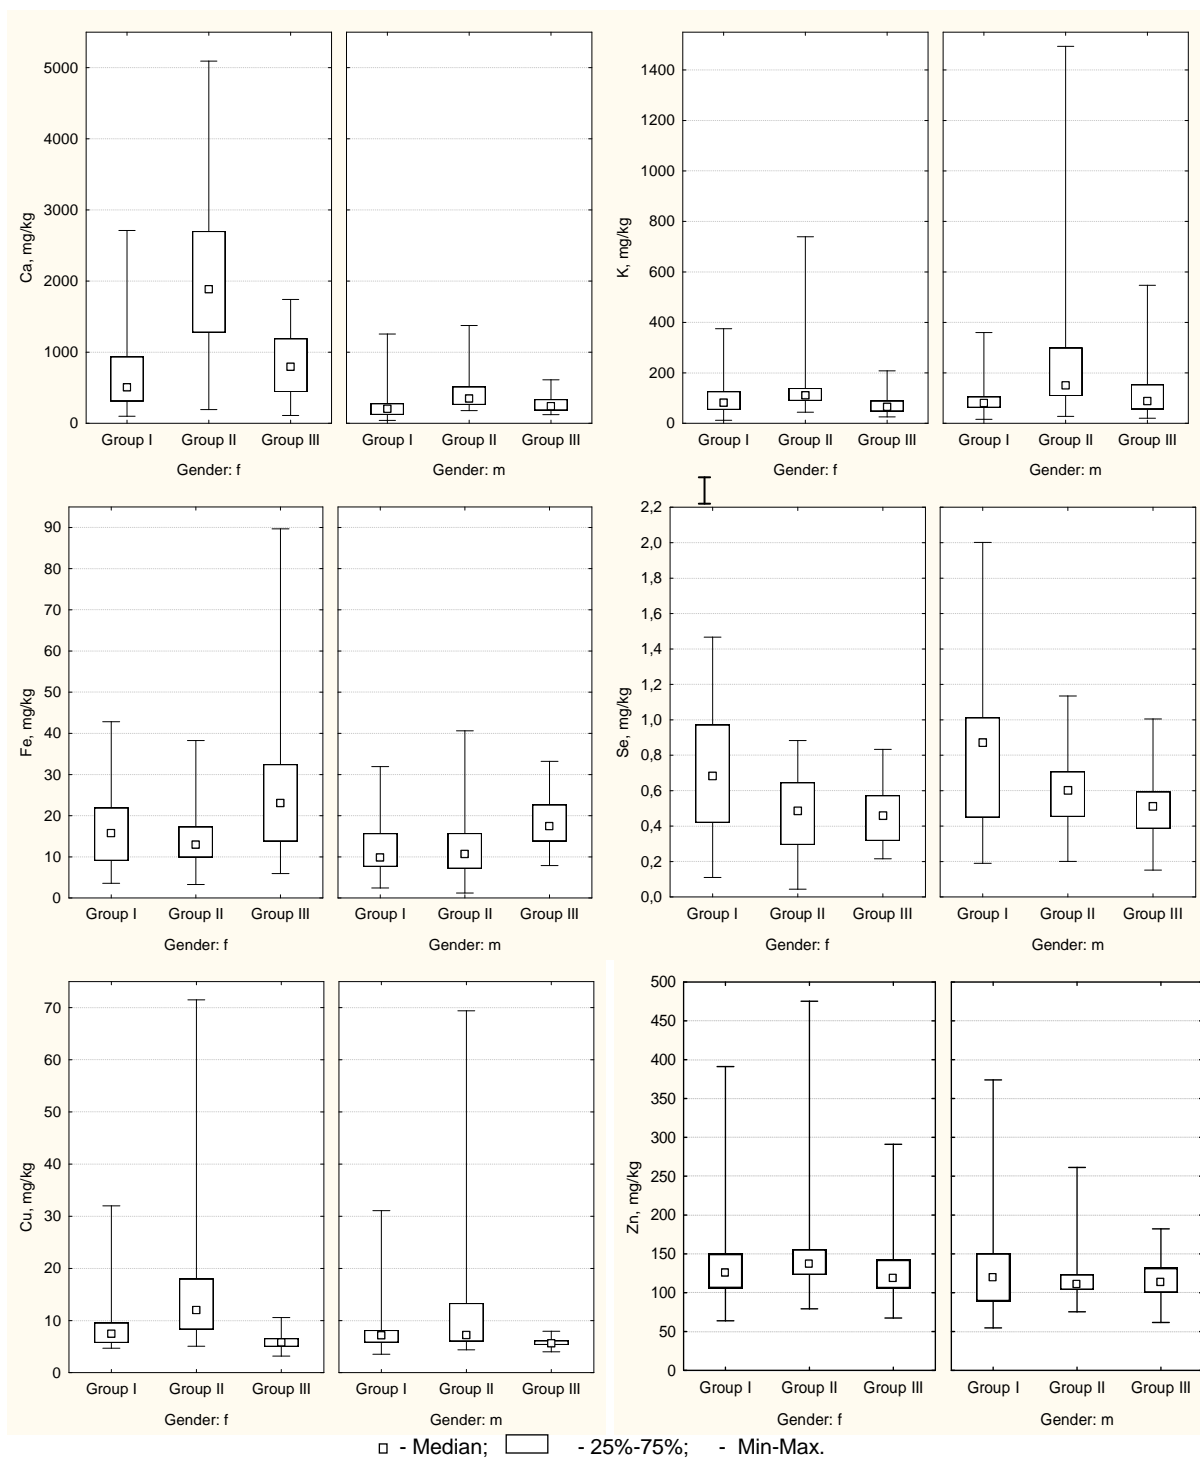 Ca, mg/kg
5000
4000
3000
2000
1000
0
Group I Group II Group III
Gender: f
Group I Group II Group III
Gender: m
K, mg/kg
1400
1200
1000
800
600
400
200
0
Group I Group II Group III
Gender: f
Group I Group II Group III
Gender: m
Fe, mg/kg
90
80
70
60
50
40
30
20
10
0
Group I Group II Group III
Gender: f
Group I Group II Group III
Gender: m
Se, mg/kg
2,2
2,0
1,8
1,6
1,4
1,2
1,0
0,8
0,6
0,4
0,2
0,0
Group I Group II Group III
Gender: f
Group I Group II Group III
Gender: m
Cu, mg/kg
70
60
50
40
30
20
10
0
Group I Group II Group III
Gender: f
Group I Group II Group III
Gender: m
Zn, mg/kg
500
450
400
350
300
250
200
150
100
50
0
Group I Group II Group III
Gender: f
Group I Group II Group III
Gender: m
- Median; - 25%-75%; - Min-Max.